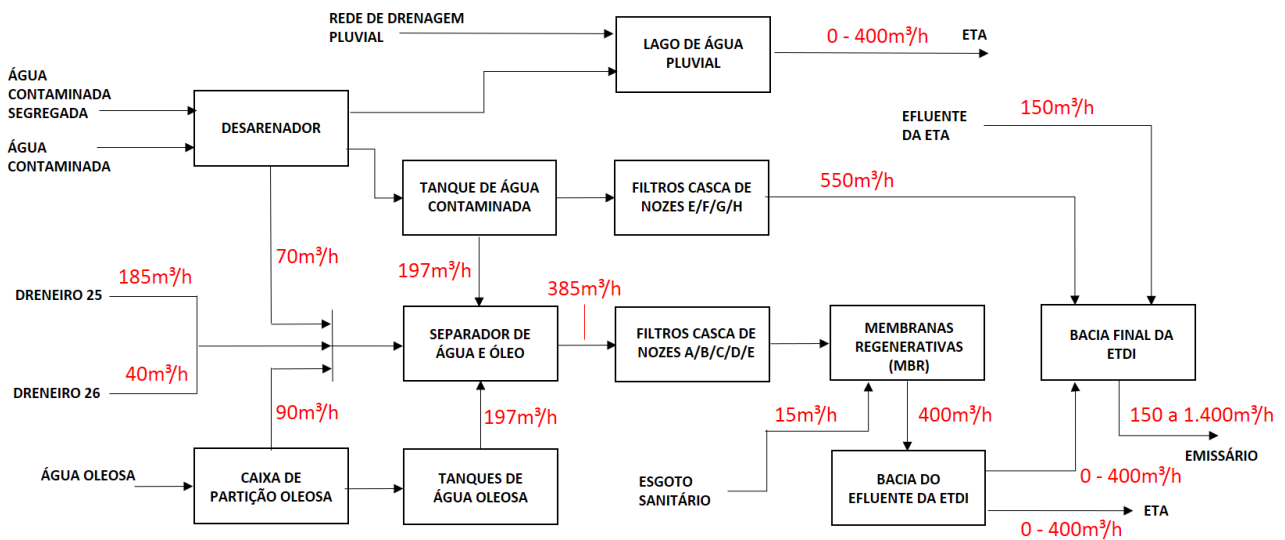 REDE DE DRENAGEM
PLUVIAL
LAGO DE ÁGUA
PLUVIAL
0 - 400m³/h
ETA
ÁGUA
CONTAMINADA
SEGREGADA
ÁGUA
CONTAMINADA
DESARENADOR
EFLUENTE
DA ETA
150m³/h
TANQUE DE ÁGUA
CONTAMINADA
FILTROS CASCA DE
NOZES E/F/G/H
550m³/h
70m³/h
197m³/h
385m³/h
185m³/h
DRENEIRO 25
40m³/h
DRENEIRO 26
SEPARADOR DE
ÁGUA E ÓLEO
FILTROS CASCA DE
NOZES A/B/C/D/E
MEMBRANAS
REGENERATIVAS
(MBR)
BACIA FINAL DA
ETDI
90m³/h
197m³/h
15m³/h
400m³/h
150 a 1.400m³/h
EMISSÁRIO
ÁGUA OLEOSA
CAIXA DE
PARTIÇÃO OLEOSA
TANQUES DE
ÁGUA OLEOSA
ESGOTO
SANITÁRIO
BACIA DO
EFLUENTE DA ETDI
0 - 400m³/h
ETA
0 - 400m³/h